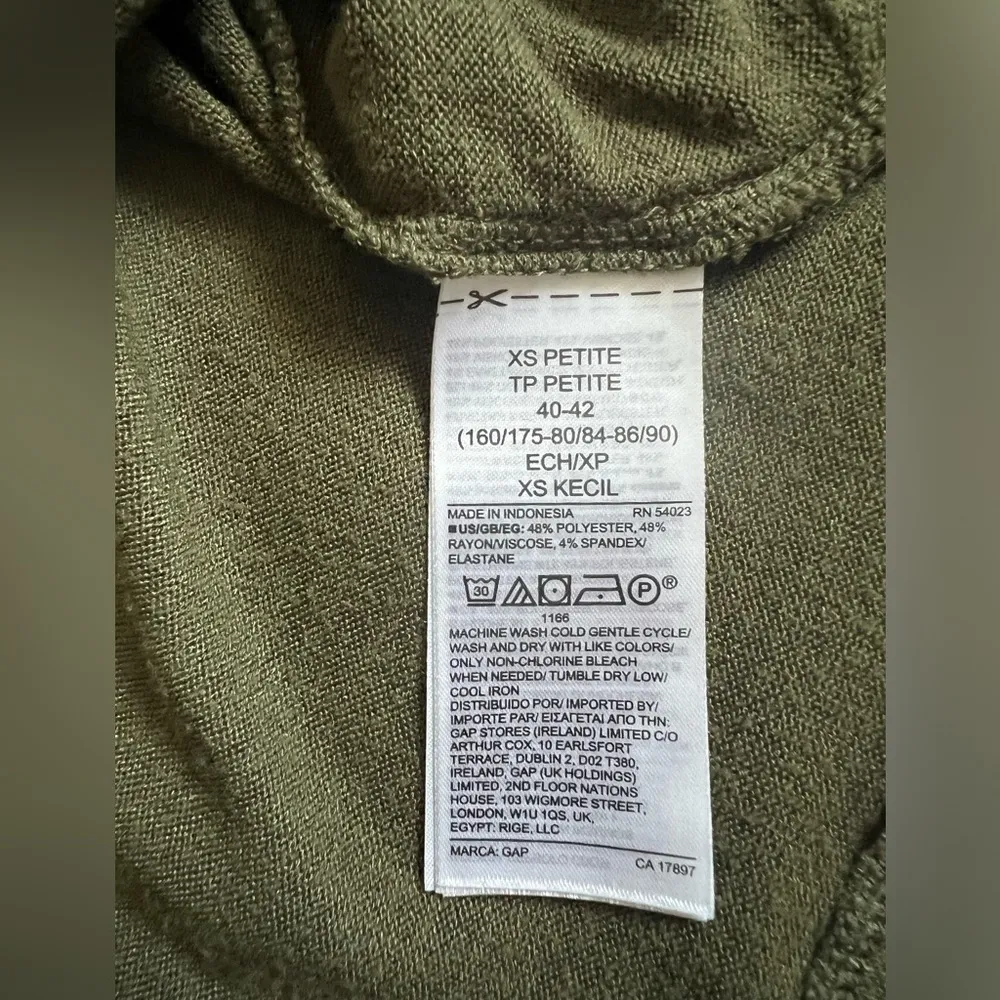 XS PETITE
TP PETITE
40-42
(160/175-80/84-86/90)
ECH/XP
XS KECIL
MADE IN INDONESIA RN 54023
■US/GB/EG: 48% POLYESTER, 48%
RAYON/VISCOSE, 4% SPANDEX/
ELASTANE
30 P®
1166
MACHINE WASH COLD GENTLE CYCLE/
WASH AND DRY WITH LIKE COLORS/
ONLY NON-CHLORINE BLEACH
WHEN NEEDED/ TUMBLE DRY LOW/
COOL IRON
DISTRIBUIDO POR/ IMPORTED BY/
IMPORTE PAR/ ΕΙΣΑΓΕΤΑΙ ΑΠΟ ΤΗΝ:
GAP STORES (IRELAND) LIMITED C/O
ARTHUR COX, 10 EARLSFORT
TERRACE, DUBLIN 2, D02 T380,
IRELAND, GAP (UK HOLDINGS)
LIMITED, 2ND FLOOR NATIONS
HOUSE, 103 WIGMORE STREET,
LONDON, W1U 1QS, UK,
EGYPT: RIGE, LLC
MARCA: GAP CA 17897